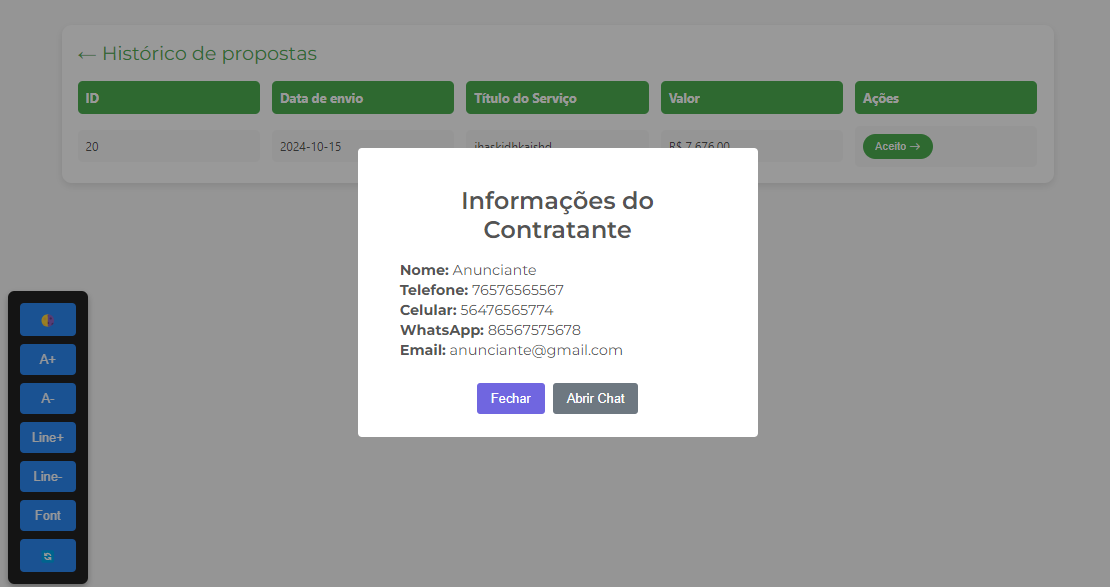 ← Histórico de propostas
ID Data de envio Título do Serviço Valor Ações
20 2024-10-15 jhaskjdhkajshd R$ 7.676,00 Aceito →
Informações do
Contratante
Nome: Anunciante
Telefone: 76576565567
Celular: 56476565774
WhatsApp: 86567575678
Email: anunciante@gmail.com
Fechar Abrir Chat
A+
A-
Line+
Line-
Font